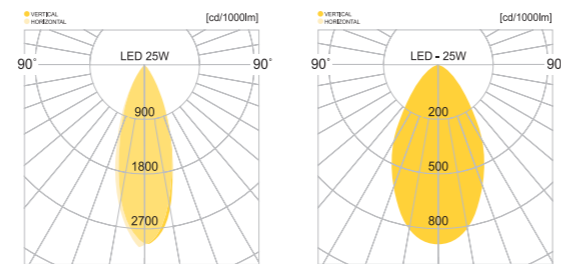 VERTICAL
HORIZONTAL
[cd/1000lm]
LED 25W
90°
90°
900
1800
2700
VERTICAL
HORIZONTAL
[cd/1000lm]
LED - 25W
90°
90
200
500
800